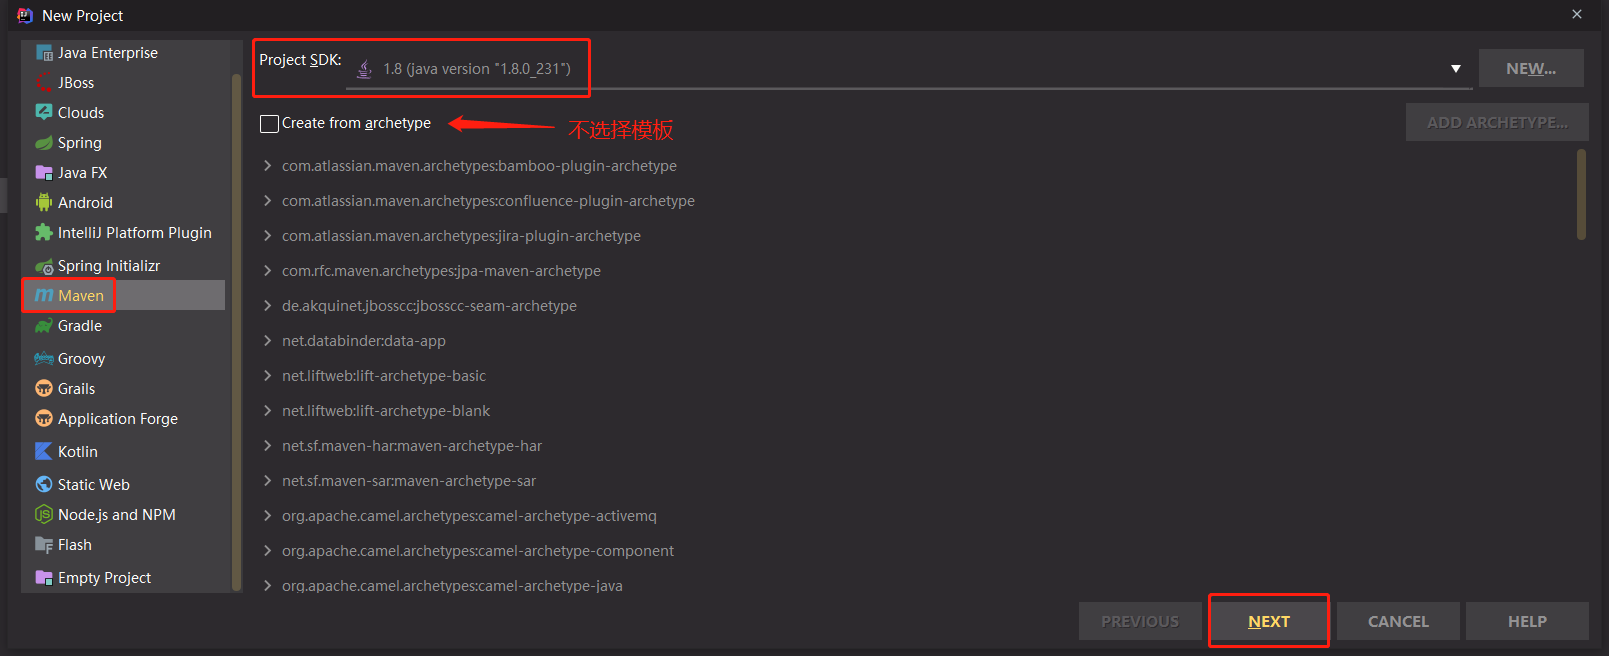 New Project
Java Enterprise
JBoss
Clouds
Spring
Java FX
Android
IntelliJ Platform Plugin
Spring Initializr
Maven
Gradle
Groovy
Grails
Application Forge
Kotlin
Static Web
Node.js and NPM
Flash
Empty Project
Project SDK: 1.8 (java version "1.8.0_231") NEW...
Create from archetype 不选择模板 ADD ARCHETYPE...
com.atlassian.maven.archetypes:bamboo-plugin-archetype
com.atlassian.maven.archetypes:confluence-plugin-archetype
com.atlassian.maven.archetypes:jira-plugin-archetype
com.rfc.maven.archetypes:jpa-maven-archetype
de.akquinet.jbosscc:jbosscc-seam-archetype
net.databinder:data-app
net.liftweb:lift-archetype-basic
net.liftweb:lift-archetype-blank
net.sf.maven-har:maven-archetype-har
net.sf.maven-sar:maven-archetype-sar
org.apache.camel.archetypes:camel-archetype-activemq
org.apache.camel.archetypes:camel-archetype-component
org.apache.camel.archetypes:camel-archetype-java
PREVIOUS NEXT CANCEL HELP